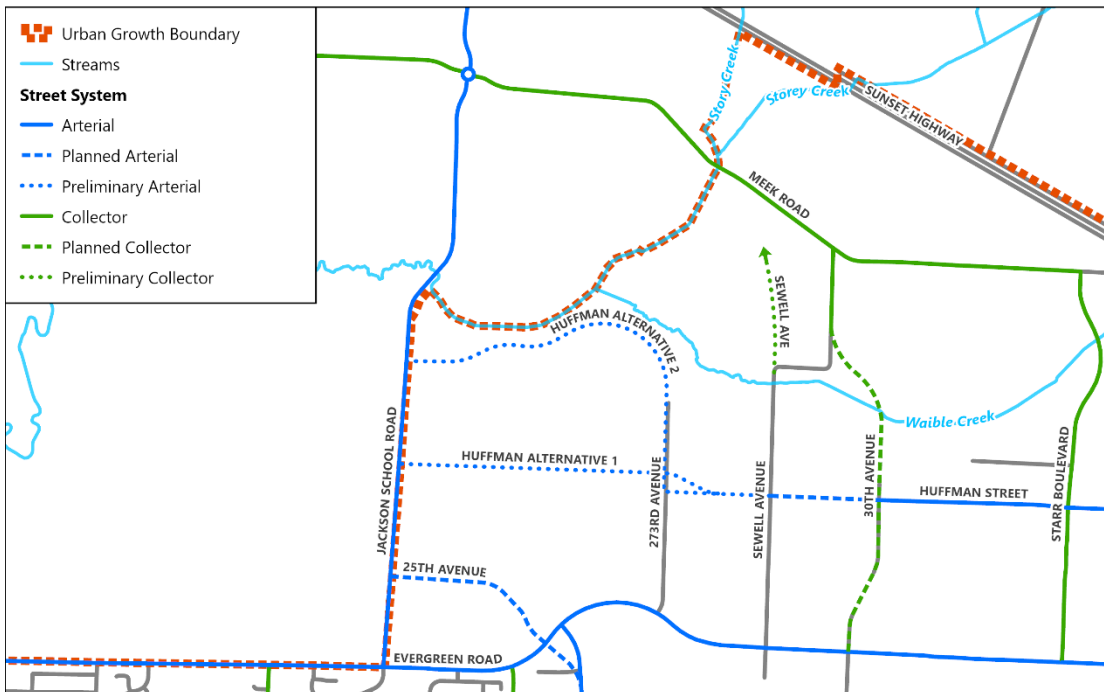 Urban Growth Boundary
Streams
Street System
Arterial
Planned Arterial
Preliminary Arterial
Collector
Planned Collector
Preliminary Collector
Story Creek
Storey Creek
SUNSET HIGHWAY
MEEK ROAD
SEWELL AVE
HUFFMAN ALTERNATIVE 2
Waible Creek
JACKSON SCHOOL ROAD
HUFFMAN ALTERNATIVE 1
273RD AVENUE
SEWELL AVENUE
30TH AVENUE
HUFFMAN STREET
STARR BOULEVARD
25TH AVENUE
EVERGREEN ROAD